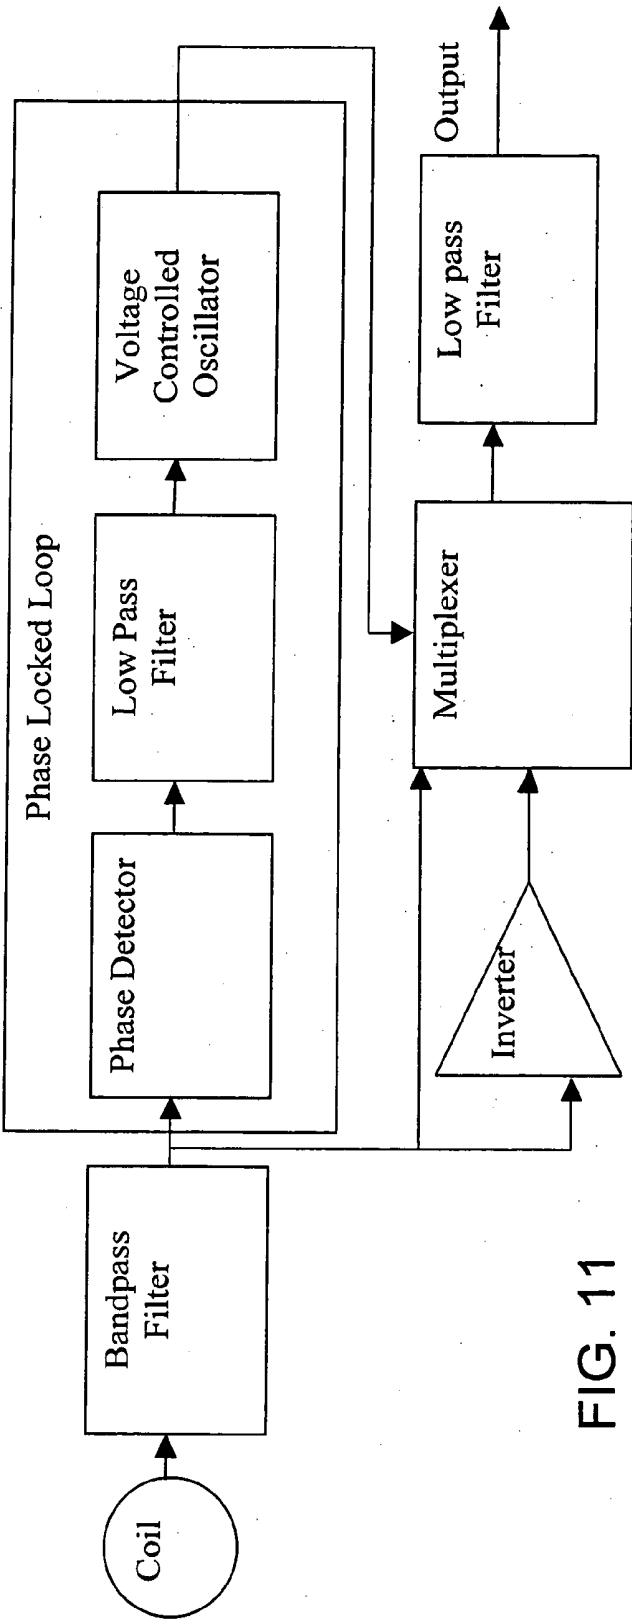 Phase Locked Loop
Coil
Bandpass
Filter
Phase Detector
Low Pass
Filter
Voltage
Controlled
Oscillator
Inverter
Multiplexer
Low pass
Filter
Output
FIG. 11